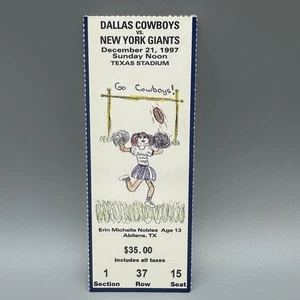 DALLAS COWBOYS
VS.
NEW YORK GIANTS
December 21, 1997
Sunday Noon
TEXAS STADIUM
Go Cowboys!
Erin Michelle Nobles Age 13
Abilene, TX
$35.00
Includes all taxes
1 37 15
Section Row Seat